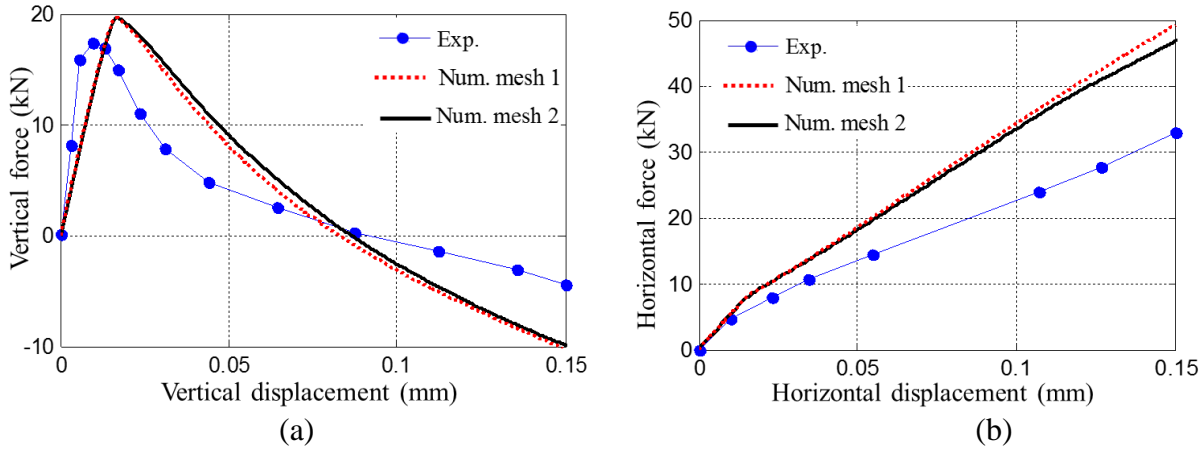 20
10
0
-10
Vertical force (kN)
Exp.
Num. mesh 1
Num. mesh 2
0
0.05
0.1
0.15
Vertical displacement (mm)
(a)
50
40
30
20
10
0
Horizontal force (kN)
Exp.
Num. mesh 1
Num. mesh 2
0
0.05
0.1
0.15
Horizontal displacement (mm)
(b)